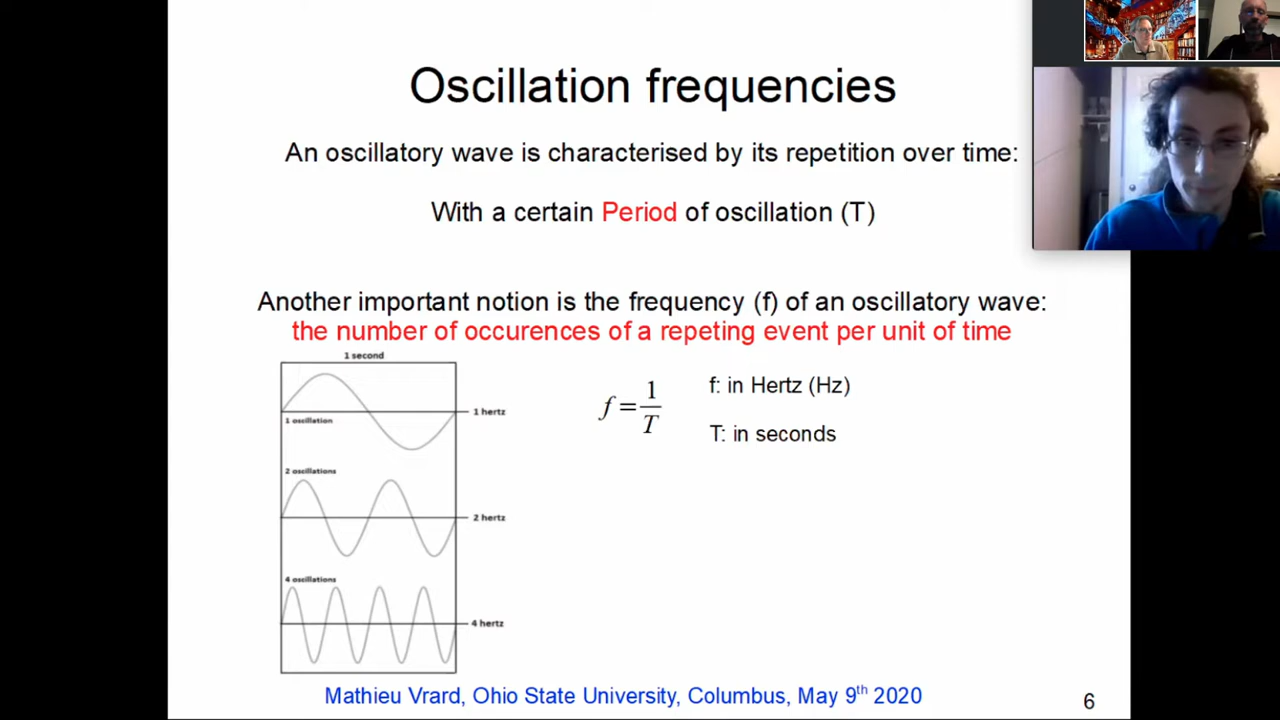 Oscillation frequencies
An oscillatory wave is characterised by its repetition over time:
With a certain Period of oscillation (T)
Another important notion is the frequency (f) of an oscillatory wave:
the number of occurences of a repeting event per unit of time
1 second
1 hertz
1 oscillation
2 oscillations
2 hertz
4 oscillations
4 hertz
f = 1/T
f: in Hertz (Hz)
T: in seconds
Mathieu Vrard, Ohio State University, Columbus, May 9th 2020
6